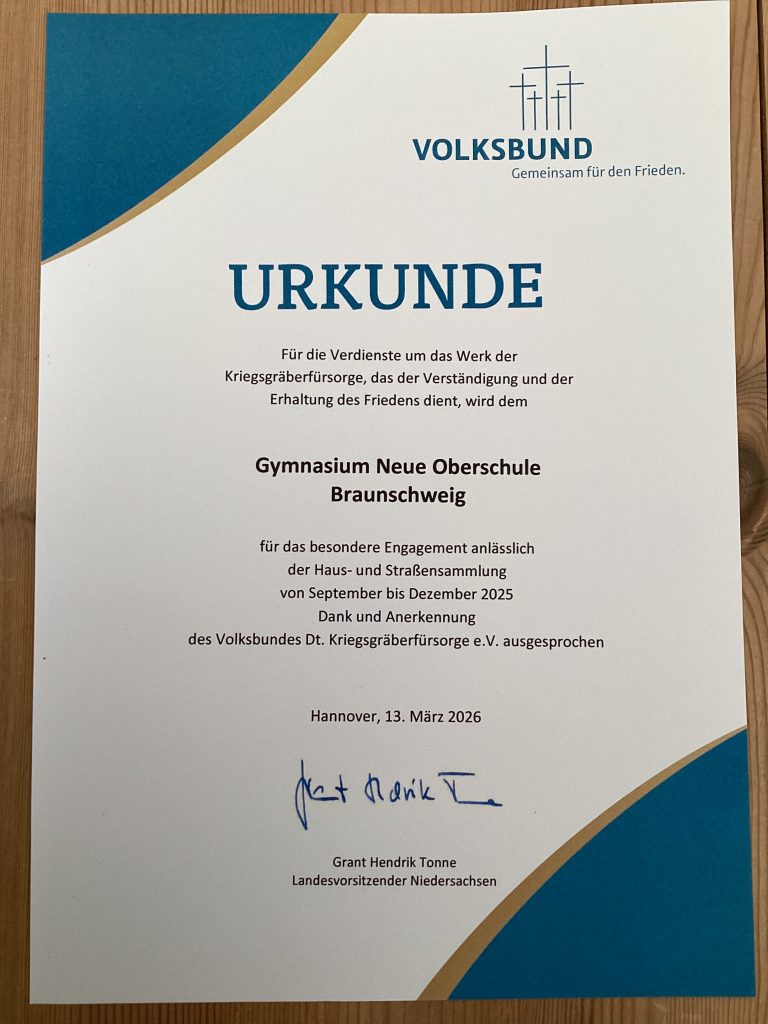 VOLKSBUND
Gemeinsam für den Frieden.
URKUNDE
Für die Verdienste um das Werk der
Kriegsgräberfürsorge, das der Verständigung und der
Erhaltung des Friedens dient, wird dem
Gymnasium Neue Oberschule
Braunschweig
für das besondere Engagement anlässlich
der Haus- und Straßensammlung
von September bis Dezember 2025
Dank und Anerkennung
des Volksbundes Dt. Kriegsgräberfürsorge e.V. ausgesprochen
Hannover, 13. März 2026
Grant Hendrik Tonne
Grant Hendrik Tonne
Landesvorsitzender Niedersachsen